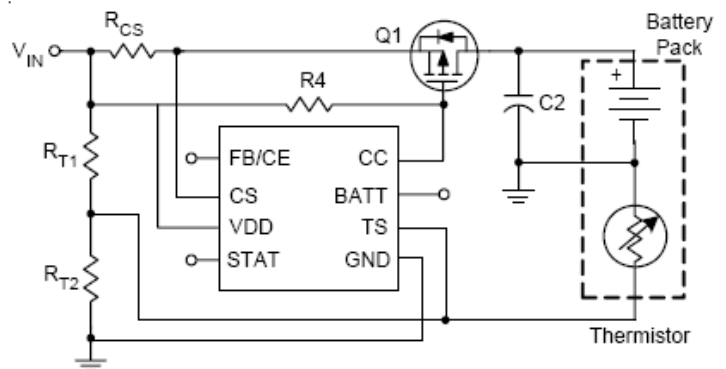 R_CS
Q1
Battery
Pack
V_IN
R4
+
C2
R_T1
FB/CE
CC
CS
BATT
VDD
TS
STAT
GND
R_T2
Thermistor